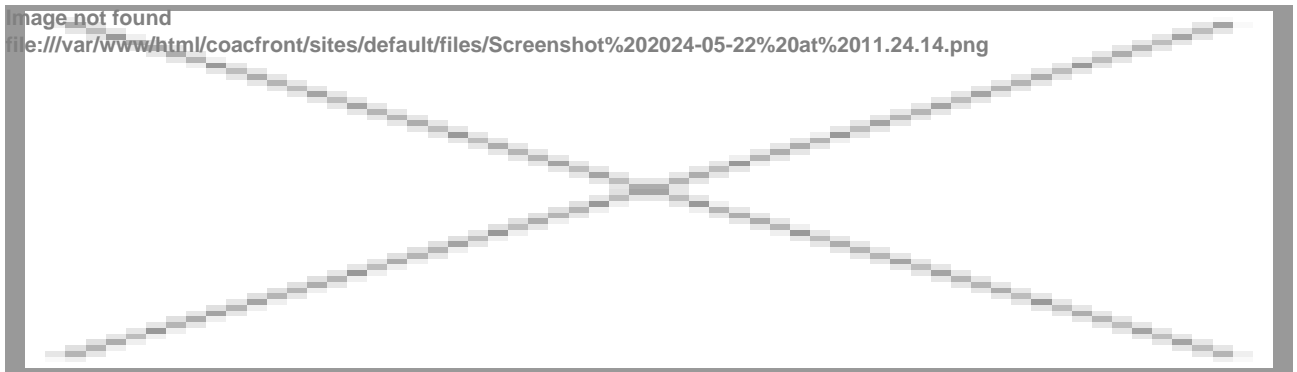 Image not found
file:///var/www/html/coacfront/sites/default/files/Screenshot%202024-05-22%20at%2011.24.14.png